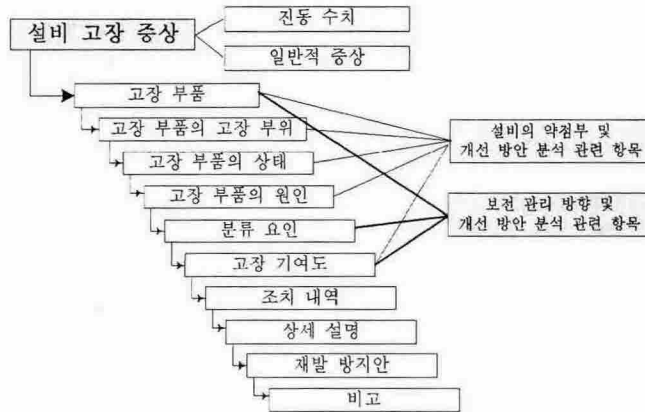 진동 수치
설비 고장 증상
일반적 증상
고장 부품
고장 부품의 고장 부위
설비의 약점부 및
개선 방안 분석 관련 항목
고장 부품의 상태
고장 부품의 원인
보전 관리 방향 및
개선 방안 분석 관련 항목
분류 요인
고장 기여도
조치 내역
상세 설명
재발 방지안
비고